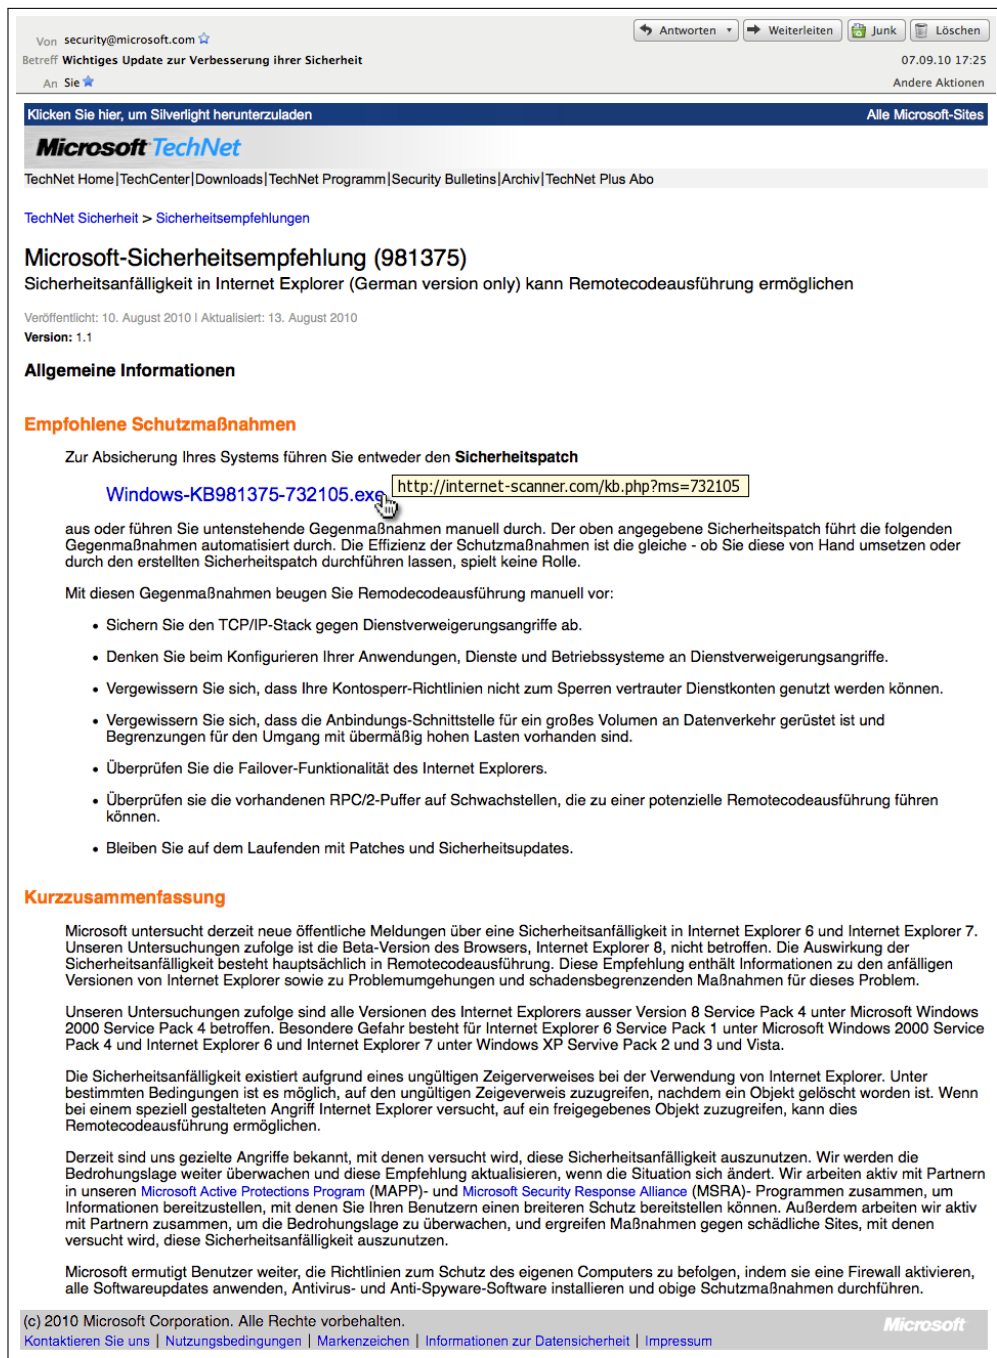 Von security@microsoft.com
Antworten Weiterleiten Junk Löschen
Betreff Wichtiges Update zur Verbesserung ihrer Sicherheit 07.09.10 17:25
An Sie Andere Aktionen
Klicken Sie hier, um Silverlight herunterzuladen Alle Microsoft-Sites
Microsoft TechNet
TechNet Home|TechCenter|Downloads|TechNet Programm|Security Bulletins|Archiv|TechNet Plus Abo
TechNet Sicherheit > Sicherheitsempfehlungen
Microsoft-Sicherheitsempfehlung (981375)
Sicherheitsanfälligkeit in Internet Explorer (German version only) kann Remotecodeausführung ermöglichen
Veröffentlicht: 10. August 2010 | Aktualisiert: 13. August 2010
Version: 1.1
Allgemeine Informationen
Empfohlene Schutzmaßnahmen
Zur Absicherung Ihres Systems führen Sie entweder den Sicherheitspatch
Windows-KB981375-732105.exe http://internet-scanner.com/kb.php?ms=732105
aus oder führen Sie untenstehende Gegenmaßnahmen manuell durch. Der oben angegebene Sicherheitspatch führt die folgenden
Gegenmaßnahmen automatisiert durch. Die Effizienz der Schutzmaßnahmen ist die gleiche - ob Sie diese von Hand umsetzen oder
durch den erstellten Sicherheitspatch durchführen lassen, spielt keine Rolle.
Mit diesen Gegenmaßnahmen beugen Sie Remodecodeausführung manuell vor:
• Sichern Sie den TCP/IP-Stack gegen Dienstverweigerungsangriffe ab.
• Denken Sie beim Konfigurieren Ihrer Anwendungen, Dienste und Betriebssysteme an Dienstverweigerungsangriffe.
• Vergewissern Sie sich, dass Ihre Kontosperr-Richtlinien nicht zum Sperren vertrauter Dienstkonten genutzt werden können.
• Vergewissern Sie sich, dass die Anbindungs-Schnittstelle für ein großes Volumen an Datenverkehr gerüstet ist und
Begrenzungen für den Umgang mit übermäßig hohen Lasten vorhanden sind.
• Überprüfen Sie die Failover-Funktionalität des Internet Explorers.
• Überprüfen sie die vorhandenen RPC/2-Puffer auf Schwachstellen, die zu einer potenzielle Remotecodeausführung führen
können.
• Bleiben Sie auf dem Laufenden mit Patches und Sicherheitsupdates.
Kurzzusammenfassung
Microsoft untersucht derzeit neue öffentliche Meldungen über eine Sicherheitsanfälligkeit in Internet Explorer 6 und Internet Explorer 7.
Unseren Untersuchungen zufolge ist die Beta-Version des Browsers, Internet Explorer 8, nicht betroffen. Die Auswirkung der
Sicherheitsanfälligkeit besteht hauptsächlich in Remotecodeausführung. Diese Empfehlung enthält Informationen zu den anfälligen
Versionen von Internet Explorer sowie zu Problemumgehungen und schadensbegrenzenden Maßnahmen für dieses Problem.
Unseren Untersuchungen zufolge sind alle Versionen des Internet Explorers ausser Version 8 Service Pack 4 unter Microsoft Windows
2000 Service Pack 4 betroffen. Besondere Gefahr besteht für Internet Explorer 6 Service Pack 1 unter Microsoft Windows 2000 Service
Pack 4 und Internet Explorer 6 und Internet Explorer 7 unter Windows XP Servive Pack 2 und 3 und Vista.
Die Sicherheitsanfälligkeit existiert aufgrund eines ungültigen Zeigerverweises bei der Verwendung von Internet Explorer. Unter
bestimmten Bedingungen ist es möglich, auf den ungültigen Zeigeverweis zuzugreifen, nachdem ein Objekt gelöscht worden ist. Wenn
bei einem speziell gestalteten Angriff Internet Explorer versucht, auf ein freigegebenes Objekt zuzugreifen, kann dies
Remotecodeausführung ermöglichen.
Derzeit sind uns gezielte Angriffe bekannt, mit denen versucht wird, diese Sicherheitsanfälligkeit auszunutzen. Wir werden die
Bedrohungslage weiter überwachen und diese Empfehlung aktualisieren, wenn die Situation sich ändert. Wir arbeiten aktiv mit Partnern
in unseren Microsoft Active Protections Program (MAPP)- und Microsoft Security Response Alliance (MSRA)- Programmen zusammen, um
Informationen bereitzustellen, mit denen Sie Ihren Benutzern einen breiteren Schutz bereitstellen können. Außerdem arbeiten wir aktiv
mit Partnern zusammen, um die Bedrohungslage zu überwachen, und ergreifen Maßnahmen gegen schädliche Sites, mit denen
versucht wird, diese Sicherheitsanfälligkeit auszunutzen.
Microsoft ermutigt Benutzer weiter, die Richtlinien zum Schutz des eigenen Computers zu befolgen, indem sie eine Firewall aktivieren,
alle Softwareupdates anwenden, Antivirus- und Anti-Spyware-Software installieren und obige Schutzmaßnahmen durchführen.
(c) 2010 Microsoft Corporation. Alle Rechte vorbehalten. Microsoft
Kontaktieren Sie uns | Nutzungsbedingungen | Markenzeichen | Informationen zur Datensicherheit | Impressum